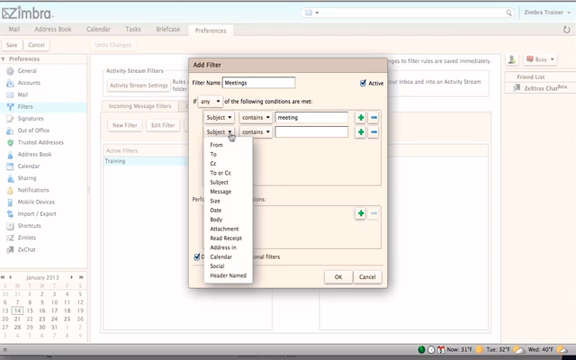 Zimbra
Zimbra Trainer
Mail
Address Book
Calendar
Tasks
Briefcase
Preferences
Save
Cancel
Undo Changes
Preferences
General
Accounts
Mail
Filters
Signatures
Out of Office
Trusted Addresses
Address Book
Calendar
Sharing
Notifications
Mobile Devices
Import / Export
Shortcuts
Zimlets
ZxChat
January 2013
Activity Stream Filters
Activity Stream Settings
Rules
changes to filter rules are saved immediately.
your Inbox and into an Activity Stream
Incoming Message Filters
New Filter
Edit Filter
Active Filters
Training
Add Filter
Filter Name:
Meetings
Active
If any of the following conditions are met:
Subject contains meeting
Subject contains
From
To
Cc
To or Cc
Subject
Message
Size
Date
Body
Attachment
Read Receipt
Address in
Calendar
Social
Header Named
OK
Cancel
Busy
Friend List
ZeXtras Chat Beta
Now: 31°F
Tue: 32°F
Wed: 40°F